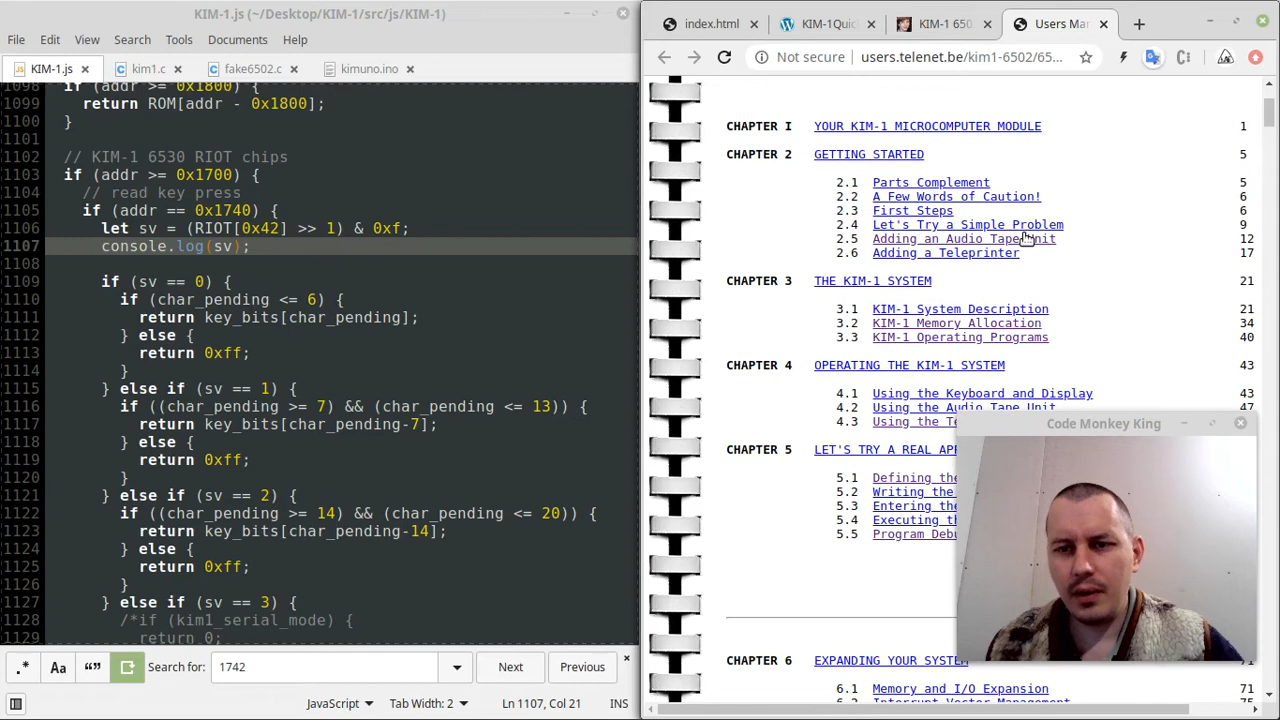 KIM-1.js (~/Desktop/KIM-1/src/js/KIM-1)
File Edit View Search Tools Documents Help
KIM-1.js kim1.c fake6502.c kimuno.ino
1098 if (addr >= 0x1800) {
1099 return ROM[addr - 0x1800];
1100 }
1101
1102 // KIM-1 6530 RIOT chips
1103 if (addr >= 0x1700) {
1104 // read key press
1105 if (addr == 0x1740) {
1106 let sv = (RIOT[0x42] >> 1) & 0xf;
1107 console.log(sv);
1108
1109 if (sv == 0) {
1110 if (char_pending <= 6) {
1111 return key_bits[char_pending];
1112 } else {
1113 return 0xff;
1114 }
1115 } else if (sv == 1) {
1116 if ((char_pending >= 7) && (char_pending <= 13)) {
1117 return key_bits[char_pending-7];
1118 } else {
1119 return 0xff;
1120 }
1121 } else if (sv == 2) {
1122 if ((char_pending >= 14) && (char_pending <= 20)) {
1123 return key_bits[char_pending-14];
1124 } else {
1125 return 0xff;
1126 }
1127 } else if (sv == 3) {
1128 /*if (kim1_serial_mode) {
1129 return 0;
.* Aa “” Search for: 1742 Next Previous
JavaScript Tab Width: 2 Ln 1107, Col 21 INS
index.html KIM-1Quic KIM-1 650 Users Mar
Not secure users.telenet.be/kim1-6502/65...
CHAPTER I YOUR KIM-1 MICROCOMPUTER MODULE 1
CHAPTER 2 GETTING STARTED 5
2.1 Parts Complement 5
2.2 A Few Words of Caution! 6
2.3 First Steps 6
2.4 Let's Try a Simple Problem 9
2.5 Adding an Audio Tape Unit 12
2.6 Adding a Teleprinter 17
CHAPTER 3 THE KIM-1 SYSTEM 21
3.1 KIM-1 System Description 21
3.2 KIM-1 Memory Allocation 34
3.3 KIM-1 Operating Programs 40
CHAPTER 4 OPERATING THE KIM-1 SYSTEM 43
4.1 Using the Keyboard and Display 43
4.2 Using the Audio Tape Unit 47
4.3 Using the Te
CHAPTER 5 LET'S TRY A REAL APP
5.1 Defining the
5.2 Writing the
5.3 Entering the
5.4 Executing th
5.5 Program Debu
Code Monkey King
CHAPTER 6 EXPANDING YOUR SYSTEM 71
6.1 Memory and I/O Expansion 71
6.2 Interrupt Vector Management 75